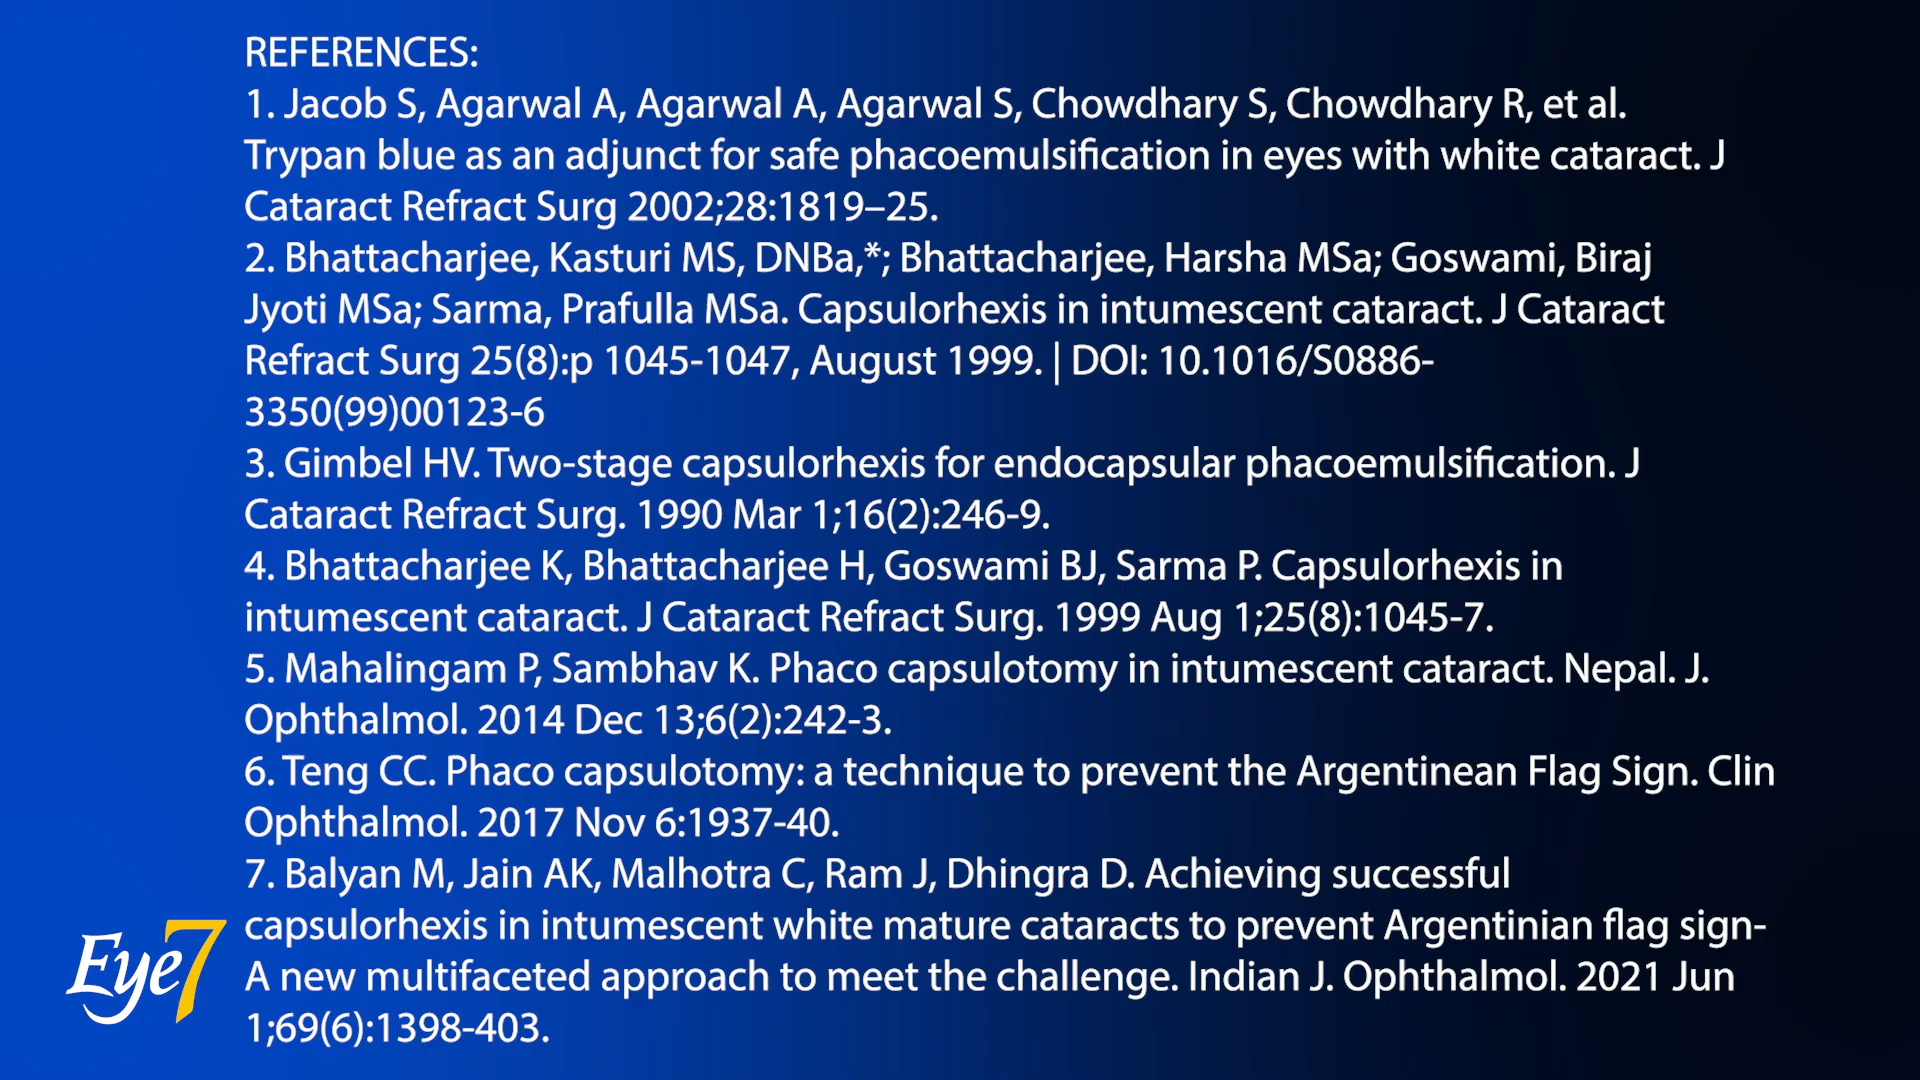 REFERENCES:
1. Jacob S, Agarwal A, Agarwal A, Agarwal S, Chowdhary S, Chowdhary R, et al.
Trypan blue as an adjunct for safe phacoemulsification in eyes with white cataract. J
Cataract Refract Surg 2002;28:1819–25.
2. Bhattacharjee, Kasturi MS, DNBa,*; Bhattacharjee, Harsha MSa; Goswami, Biraj
Jyoti MSa; Sarma, Prafulla MSa. Capsulorhexis in intumescent cataract. J Cataract
Refract Surg 25(8):p 1045-1047, August 1999. | DOI: 10.1016/S0886-
3350(99)00123-6
3. Gimbel HV. Two-stage capsulorhexis for endocapsular phacoemulsification. J
Cataract Refract Surg. 1990 Mar 1;16(2):246-9.
4. Bhattacharjee K, Bhattacharjee H, Goswami BJ, Sarma P. Capsulorhexis in
intumescent cataract. J Cataract Refract Surg. 1999 Aug 1;25(8):1045-7.
5. Mahalingam P, Sambhav K. Phaco capsulotomy in intumescent cataract. Nepal. J.
Ophthalmol. 2014 Dec 13;6(2):242-3.
6. Teng CC. Phaco capsulotomy: a technique to prevent the Argentinean Flag Sign. Clin
Ophthalmol. 2017 Nov 6:1937-40.
7. Balyan M, Jain AK, Malhotra C, Ram J, Dhingra D. Achieving successful
capsulorhexis in intumescent white mature cataracts to prevent Argentinian flag sign-
A new multifaceted approach to meet the challenge. Indian J. Ophthalmol. 2021 Jun
1;69(6):1398-403.
Eye7